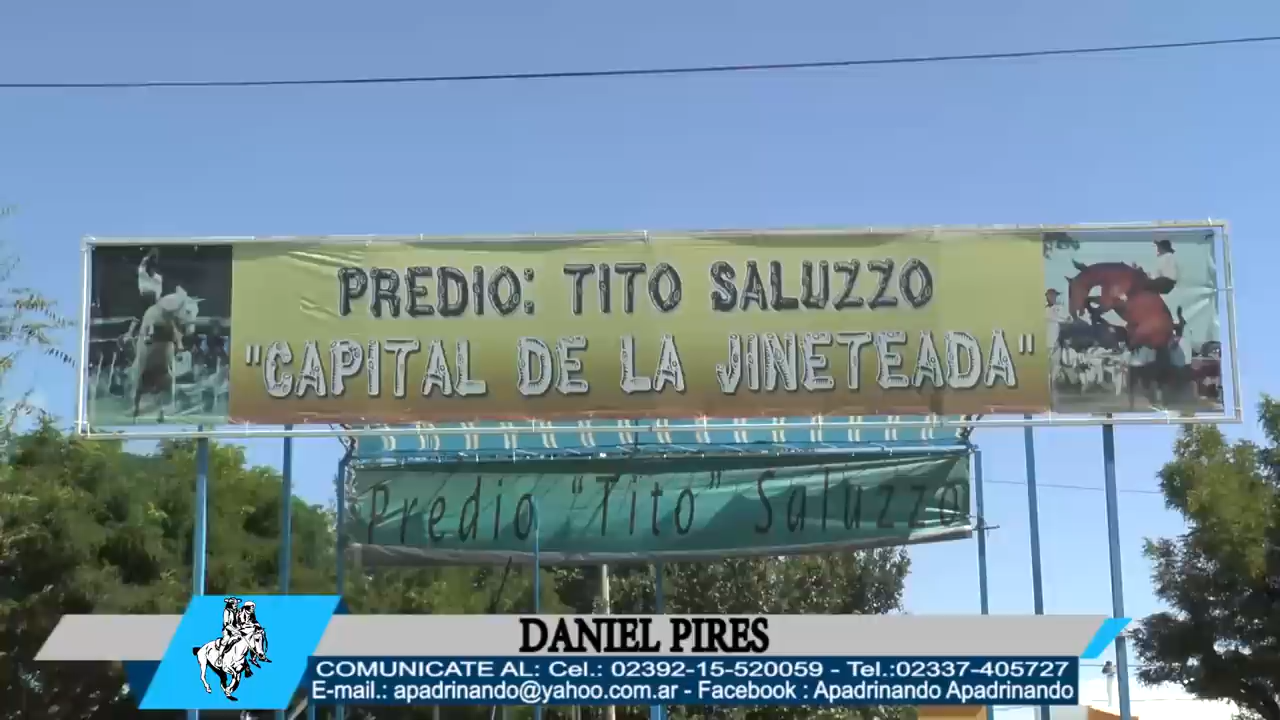 PREDIO: TITO SALUZZO
"CAPITAL DE LA JINETEADA"
Predio "Tito" Saluzzo
DANIEL PIRES
COMUNICATE AL: Cel.: 02392-15-520059 - Tel.:02337-405727
E-mail.: apadrinando@yahoo.com.ar - Facebook : Apadrinando Apadrinando